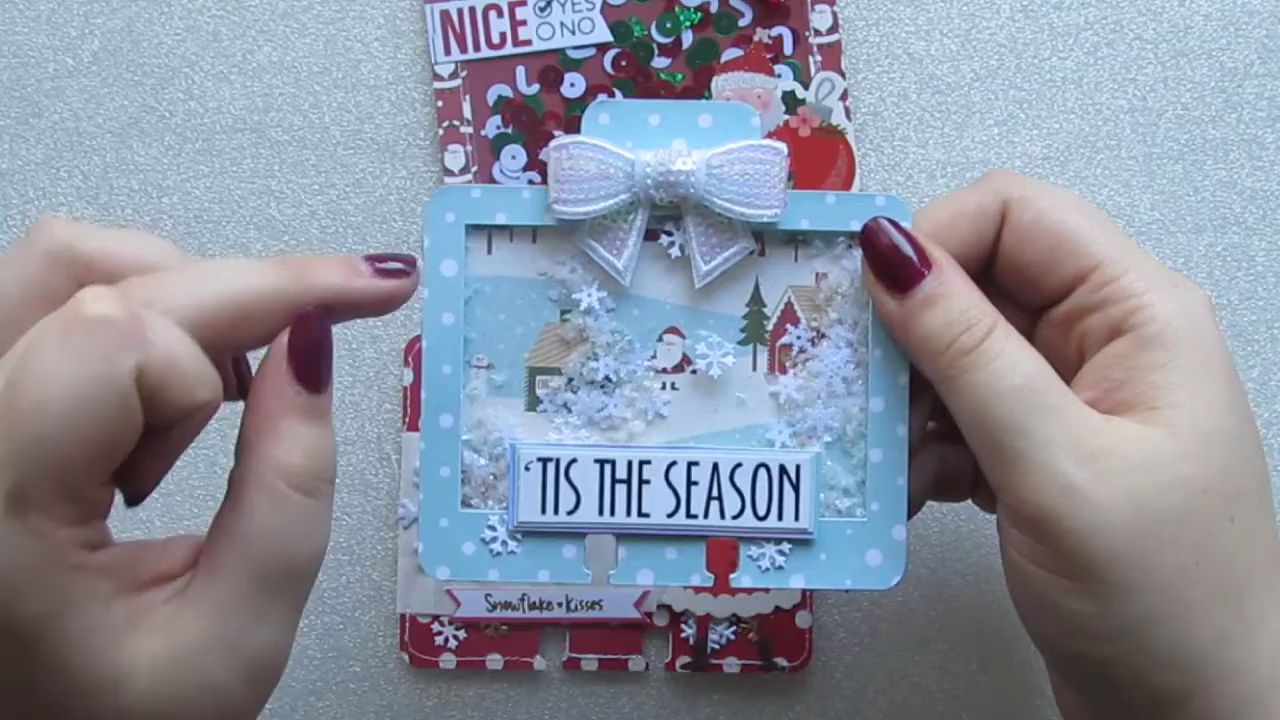 NICE YES
NO
'TIS THE SEASON
Snowflake ♥ Kisses